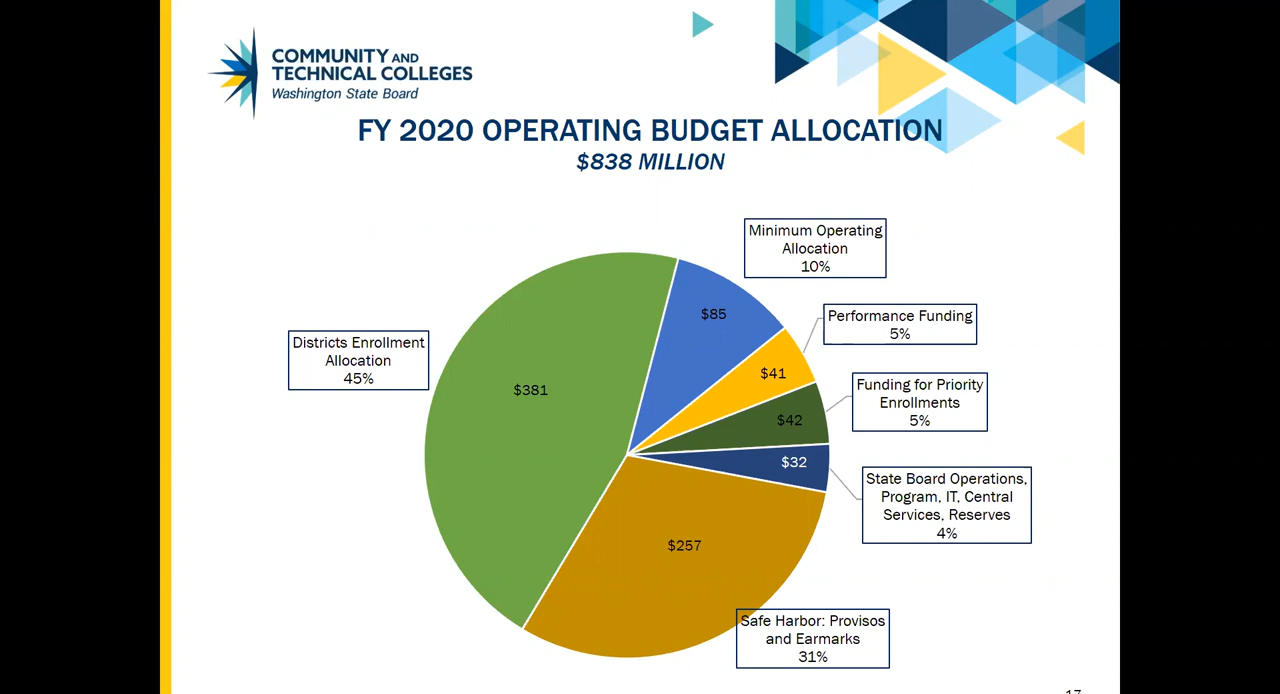 COMMUNITY AND
TECHNICAL COLLEGES
Washington State Board
FY 2020 OPERATING BUDGET ALLOCATION
$838 MILLION
Minimum Operating
Allocation
10%
$85
Performance Funding
5%
$41
Funding for Priority
Enrollments
5%
$42
State Board Operations,
Program, IT, Central
Services, Reserves
4%
$32
Safe Harbor: Provisos
and Earmarks
31%
$257
Districts Enrollment
Allocation
45%
$381